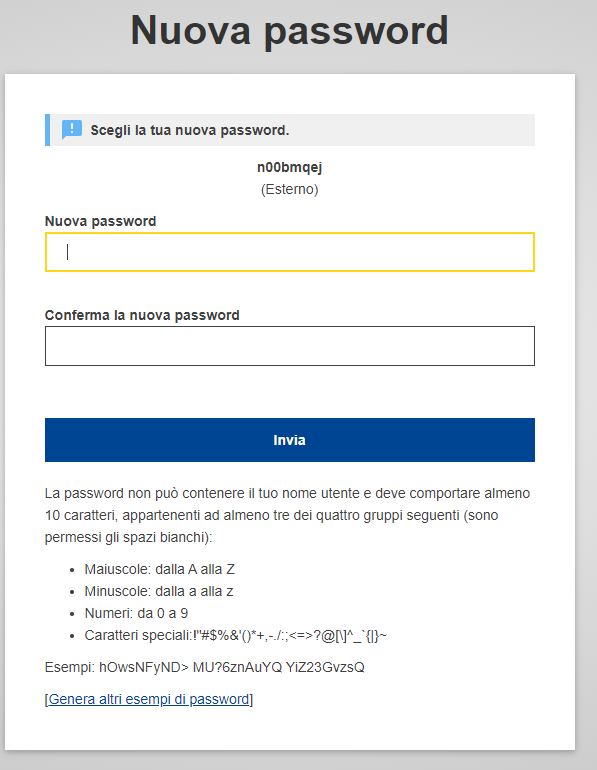 Nuova password
Scegli la tua nuova password.
n00bmqej
(Esterno)
Nuova password
Conferma la nuova password
Invia
La password non può contenere il tuo nome utente e deve comportare almeno
10 caratteri, appartenenti ad almeno tre dei quattro gruppi seguenti (sono
permessi gli spazi bianchi):
• Maiuscole: dalla A alla Z
• Minuscole: dalla a alla z
• Numeri: da 0 a 9
• Caratteri speciali:!"#$%&'()*+,-./:;<=>?@[\]^_`{|}~
Esempi: hOwsNFyND> MU?6znAuYQ YiZ23GvzsQ
[Genera altri esempi di password]